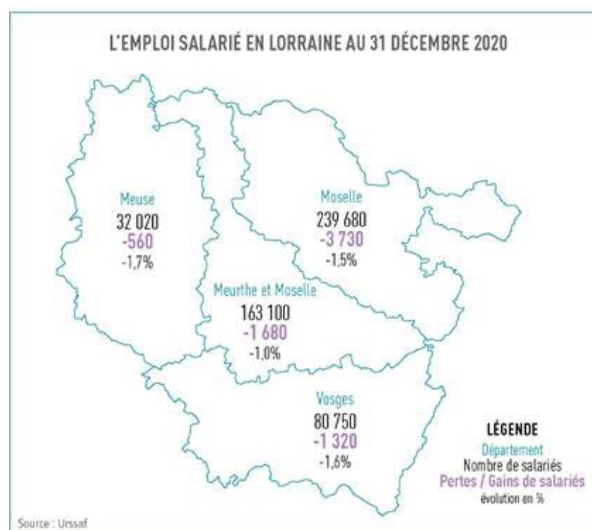 L'EMPLOI SALARIÉ EN LORRAINE AU 31 DÉCEMBRE 2020
Meuse
32 020
-560
-1,7%
Moselle
239 680
-3 730
-1,5%
Meurthe et Moselle
163 100
-1 680
-1,0%
Vosges
80 750
-1 320
-1,6%
LÉGENDE
Département
Nombre de salariés
Pertes / Gains de salariés
évolution en %
Source : Urssaf